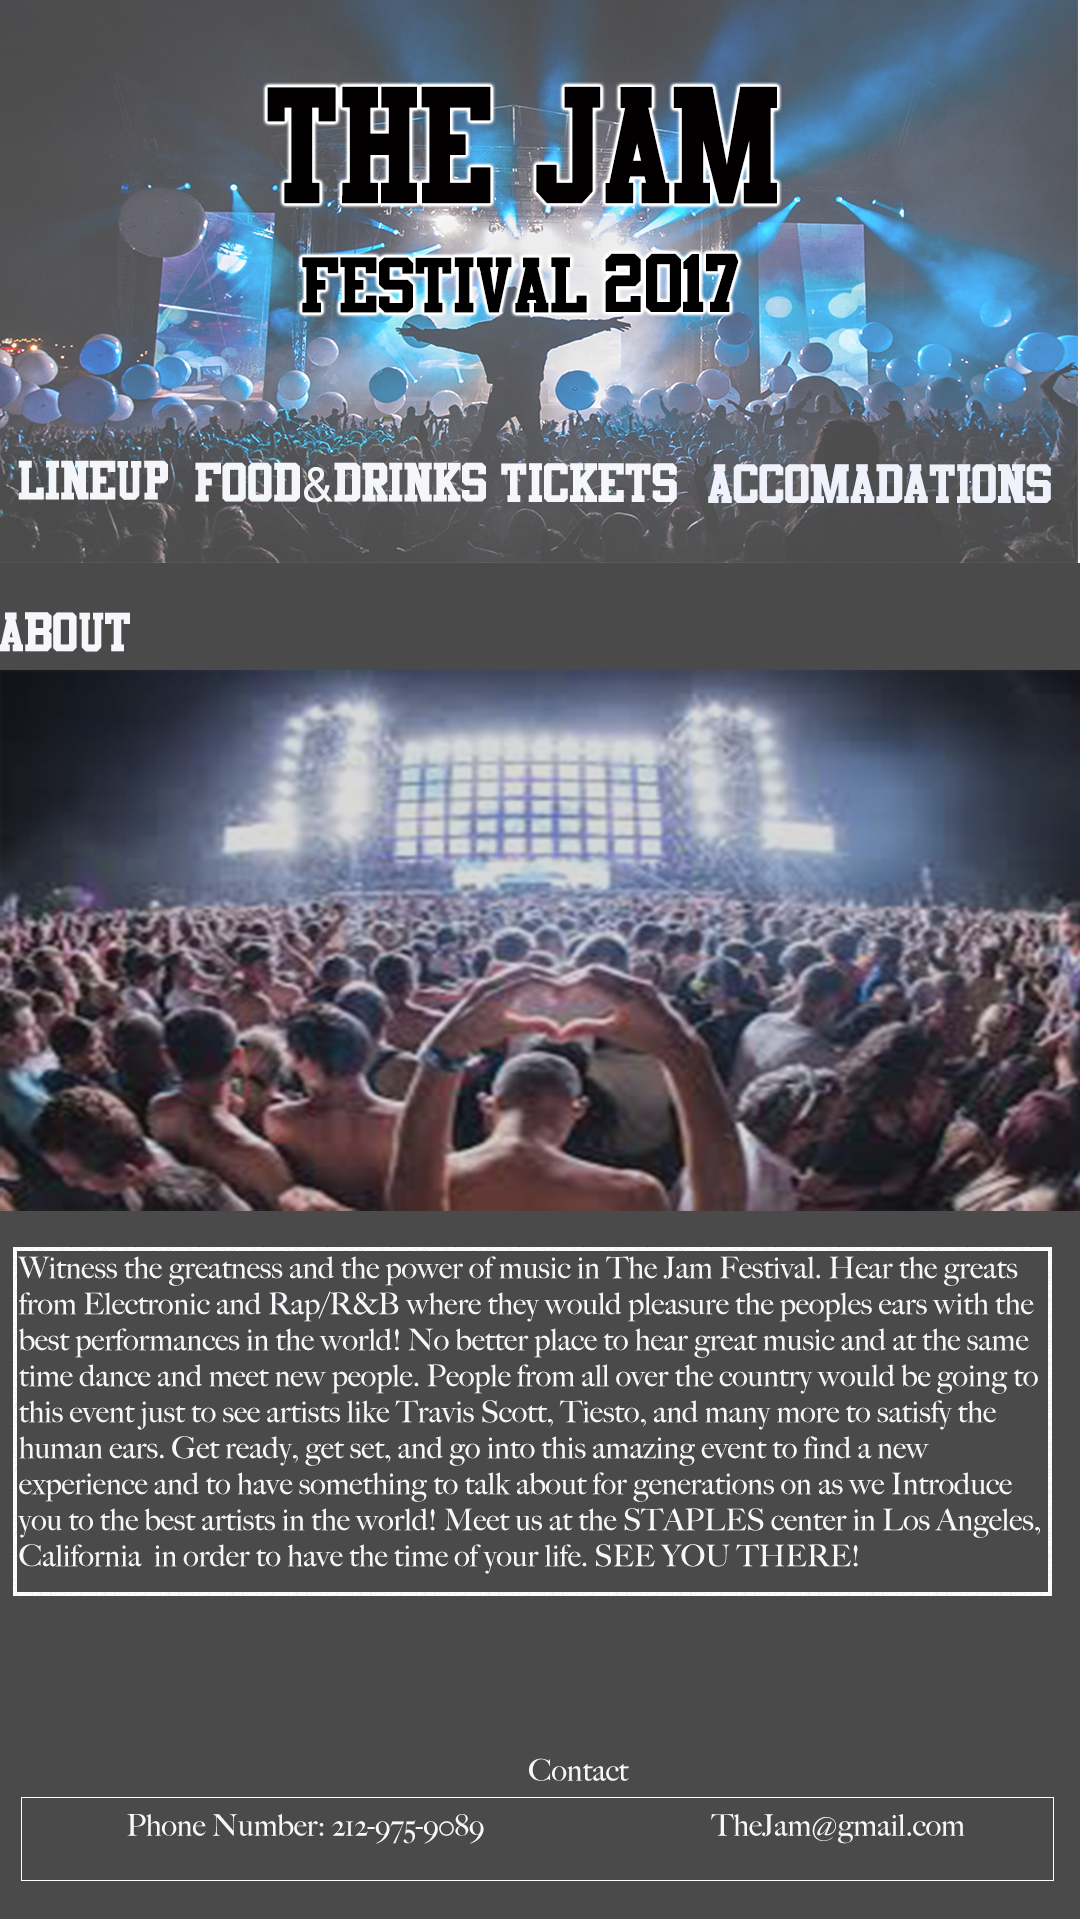 THE JAM
FESTIVAL 2017
LINEUP FOOD&DRINKS TICKETS ACCOMADATIONS
ABOUT
Witness the greatness and the power of music in The Jam Festival. Hear the greats
from Electronic and Rap/R&B where they would pleasure the peoples ears with the
best performances in the world! No better place to hear great music and at the same
time dance and meet new people. People from all over the country would be going to
this event just to see artists like Travis Scott, Tiesto, and many more to satisfy the
human ears. Get ready, get set, and go into this amazing event to find a new
experience and to have something to talk about for generations on as we Introduce
you to the best artists in the world! Meet us at the STAPLES center in Los Angeles,
California  in order to have the time of your life. SEE YOU THERE!
Contact
Phone Number: 212-975-9089 TheJam@gmail.com